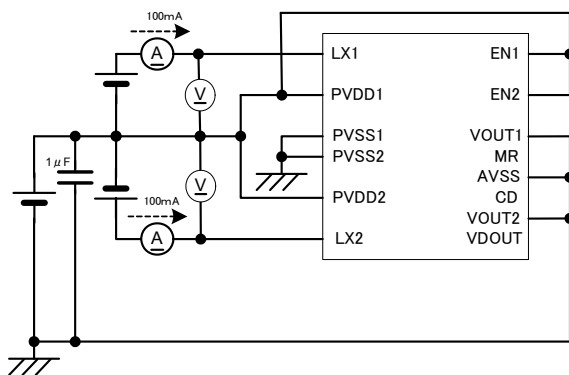 100mA
A
LX1
EN1
V
PVDD1
EN2
PVSS1
VOUT1
1μF
PVSS2
MR
V
AVSS
100mA
PVDD2
CD
VOUT2
A
LX2
VDOUT